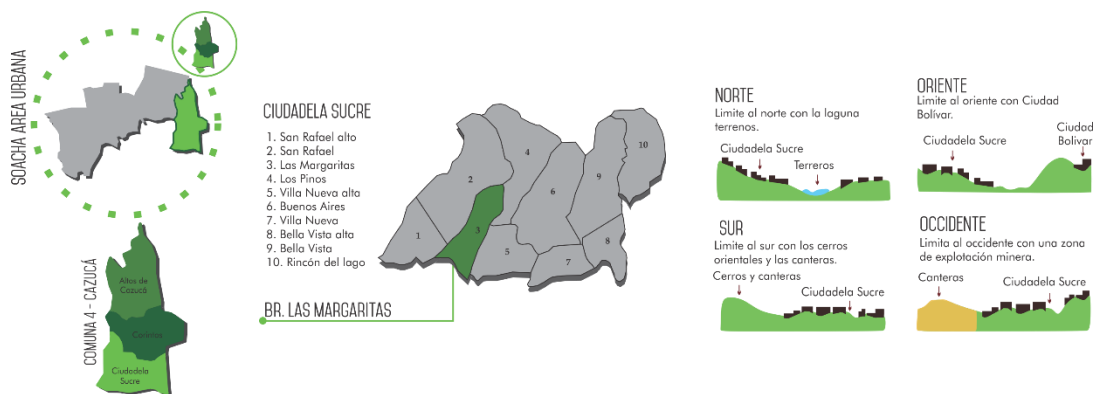 SOACHA AREA URBANA
COMUNA 4 - CAZUCÁ
Altos de
Cazucá
Ciudadela
Sucre
CIUDADELA SUCRE
1. San Rafael alto
2. San Rafael
3. Las Margaritas
4. Los Pinos
5. Villa Nueva alta
6. Buenos Aires
7. Villa Nueva
8. Bella Vista alta
9. Bella Vista
10. Rincón del lago
BR. LAS MARGARITAS
1
2
3
4
5
6
7
8
9
10
NORTE
Limite al norte con la laguna
terrenos.
Ciudadela Sucre
Terreros
ORIENTE
Limite al oriente con Ciudad
Bolívar.
Ciudadela Sucre
Ciudad
Bolivar
SUR
Limite al sur con los cerros
orientales y las canteras.
Cerros y canteras
Ciudadela Sucre
OCCIDENTE
Limita al occidente con una zona
de explotación minera.
Canteras
Ciudadela Sucre